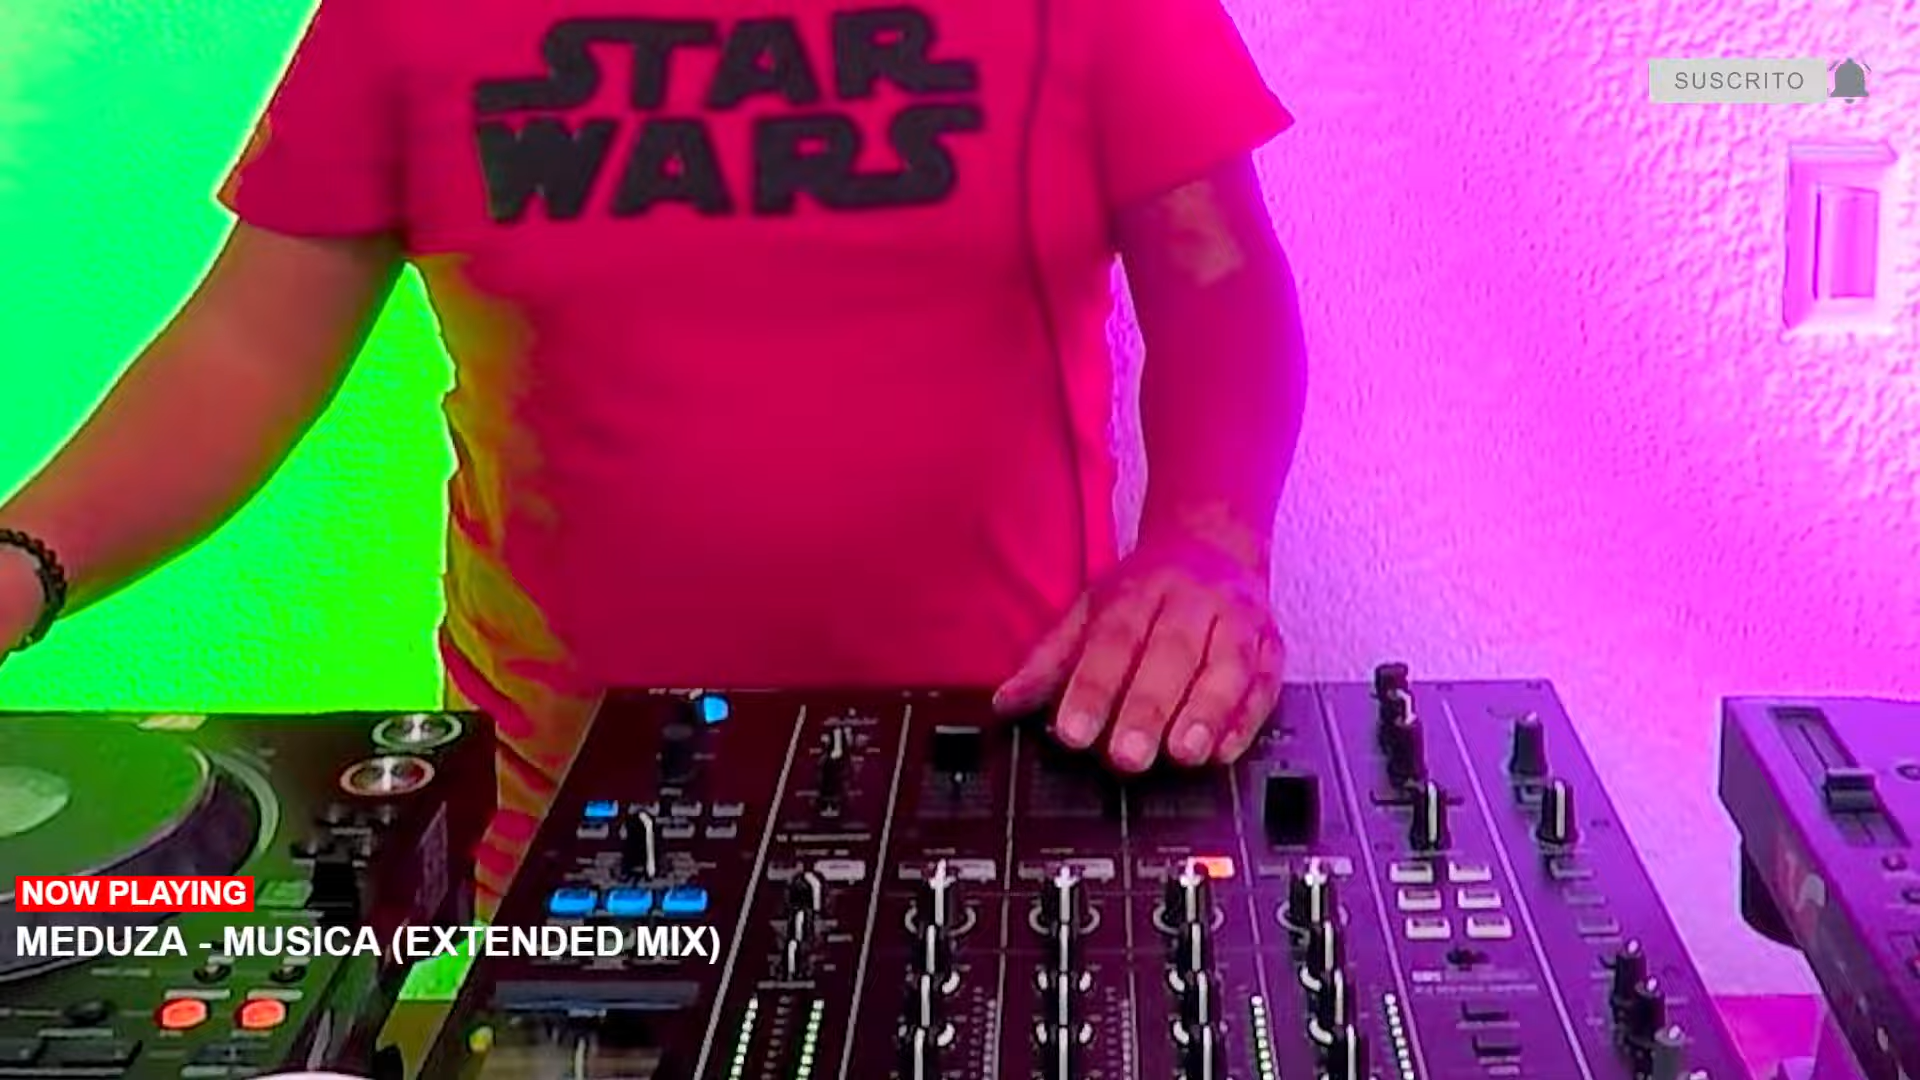 STAR
WARS
SUSCRITO
NOW PLAYING
MEDUZA - MUSICA (EXTENDED MIX)